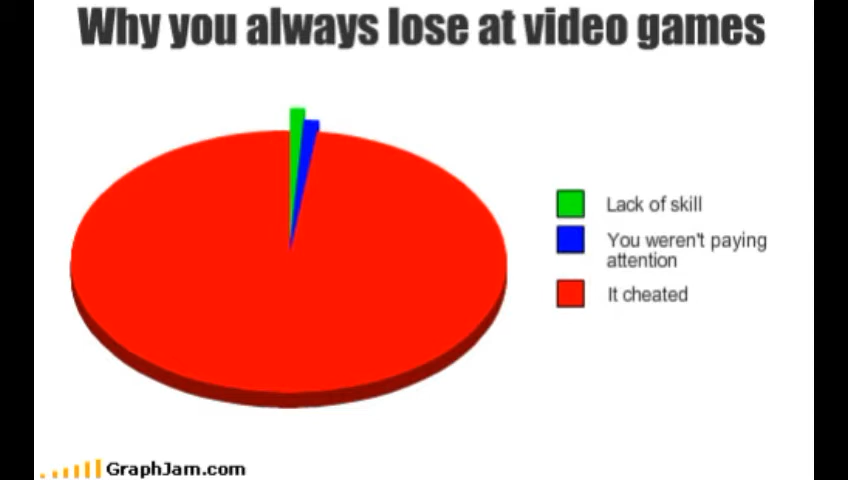 Why you always lose at video games
Lack of skill
You weren't paying
attention
It cheated
GraphJam.com